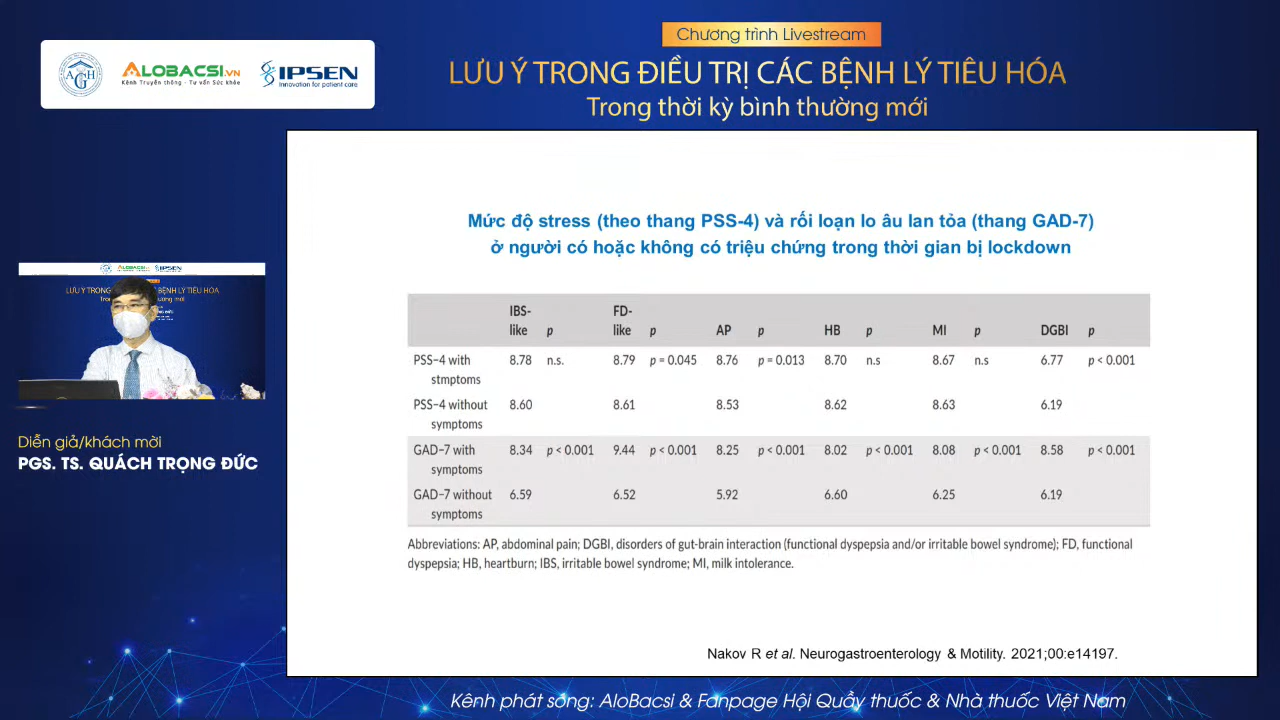 Chương trình Livestream
LƯU Ý TRONG ĐIỀU TRỊ CÁC BỆNH LÝ TIÊU HÓA
Trong thời kỳ bình thường mới
AGH
ALOBACSI.VN
Kênh Truyền thông - Tư vấn Sức khỏe
IPSEN
Innovation for patient care
Mức độ stress (theo thang PSS-4) và rối loạn lo âu lan tỏa (thang GAD-7)
ở người có hoặc không có triệu chứng trong thời gian bị lockdown
IBS-like p FD-like p AP p HB p MI p DGBI p
PSS-4 with stmptoms 8.78 n.s. 8.79 p = 0.045 8.76 p = 0.013 8.70 n.s 8.67 n.s 6.77 p < 0.001
PSS-4 without symptoms 8.60 8.61 8.53 8.62 8.63 6.19
GAD-7 with symptoms 8.34 p < 0.001 9.44 p < 0.001 8.25 p < 0.001 8.02 p < 0.001 8.08 p < 0.001 8.58 p < 0.001
GAD-7 without symptoms 6.59 6.52 5.92 6.60 6.25 6.19
Abbreviations: AP, abdominal pain; DGBI, disorders of gut-brain interaction (functional dyspepsia and/or irritable bowel syndrome); FD, functional
dyspepsia; HB, heartburn; IBS, irritable bowel syndrome; MI, milk intolerance.
Nakov R et al. Neurogastroenterology & Motility. 2021;00:e14197.
Diễn giả/khách mời
PGS. TS. QUÁCH TRỌNG ĐỨC
Kênh phát sóng: AloBacsi & Fanpage Hội Quầy thuốc & Nhà thuốc Việt Nam